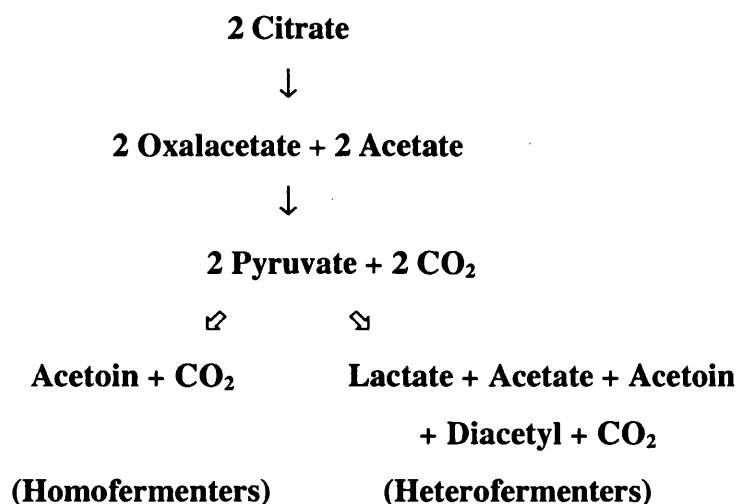 2 Citrate
↓
2 Oxalacetate + 2 Acetate
↓
2 Pyruvate + 2 CO₂
⬃ ⬂
Acetoin + CO₂ Lactate + Acetate + Acetoin
+ Diacetyl + CO₂
(Homofermenters) (Heterofermenters)